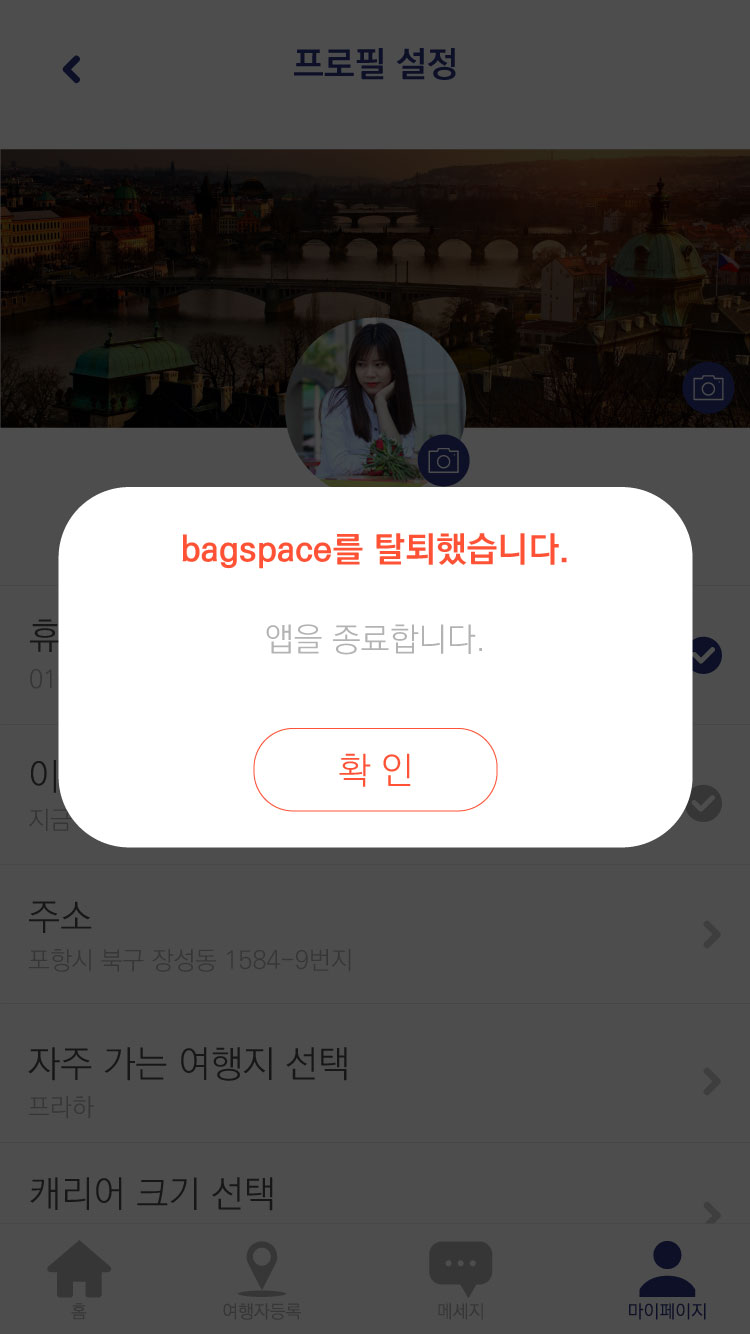 프로필 설정
bagspace를 탈퇴했습니다.
앱을 종료합니다.
확 인
휴
01
이
지금
주소
포항시 북구 장성동 1584-9번지
자주 가는 여행지 선택
프라하
캐리어 크기 선택
홈
여행자등록
메세지
마이페이지